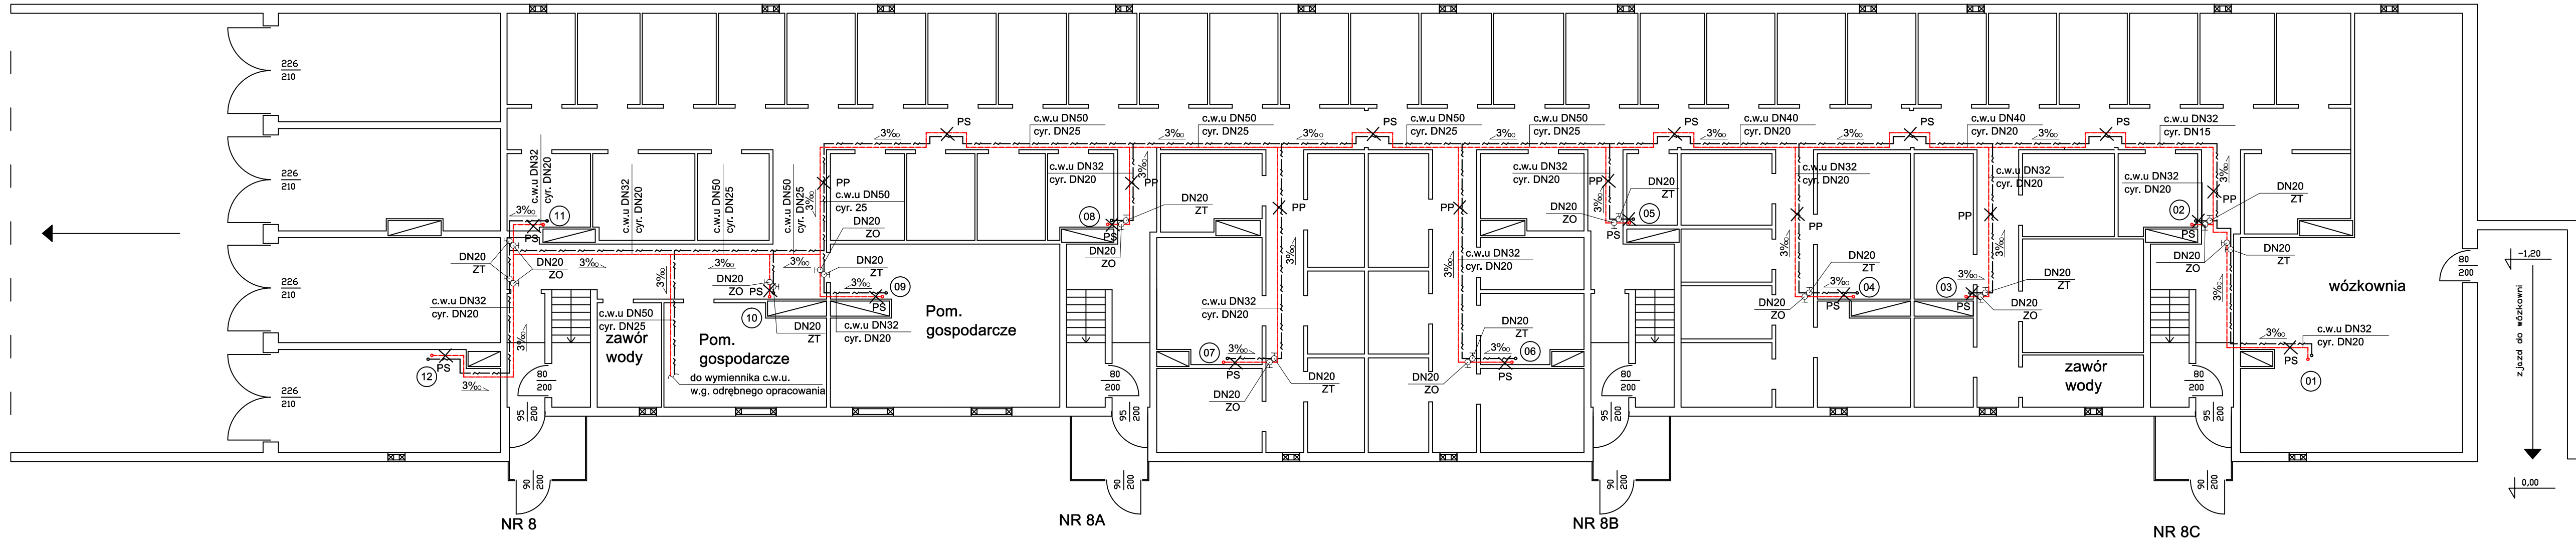 226
210
226
210
226
210
226
210
PS
c.w.u DN50
cyr. DN25
3‰
3‰
c.w.u DN50
cyr. DN25
3‰
3‰
PS
c.w.u DN50
cyr. DN25
3‰
c.w.u DN50
cyr. DN25
3‰
PS
3‰
c.w.u DN40
cyr. DN20
3‰
PS
c.w.u DN40
cyr. DN20
3‰
PS
c.w.u DN32
cyr. DN15
c.w.u DN32
cyr. DN20
3‰
PS
11
c.w.u DN32
cyr. DN20
c.w.u DN50
cyr. DN25
c.w.u DN50
cyr. DN25
3‰
PP
c.w.u DN50
cyr. 25
DN20
ZO
c.w.u DN32
cyr. DN20
3‰
PP
08
PS
DN20
ZT
DN20
ZO
PP
3‰
PP
3‰
c.w.u DN32
cyr. DN20
c.w.u DN32
cyr. DN20
PP
3‰
DN20
ZT
05
DN20
ZO
PS
c.w.u DN32
cyr. DN20
PP
3‰
PP
3‰
c.w.u DN32
cyr. DN20
c.w.u DN32
cyr. DN20
02
PS
3‰
PP
DN20
ZT
DN20
ZO
DN20
ZT
DN20
ZT
DN20
ZO
3‰
3‰
3‰
3‰
DN20
ZO
PS
10
DN20
ZT
DN20
ZT
3‰
09
PS
c.w.u DN32
cyr. DN20
c.w.u DN32
cyr. DN20
3‰
c.w.u DN50
cyr. DN25
zawór
wody
Pom.
gospodarcze
do wymiennika c.w.u.
w.g. odrębnego opracowania
Pom.
gospodarcze
12
PS
3‰
c.w.u DN32
cyr. DN20
07
3‰
PS
DN20
ZO
DN20
ZT
DN20
ZT
3‰
06
PS
DN20
ZO
DN20
ZT
3‰
04
PS
DN20
ZO
03
3‰
PS
DN20
ZT
DN20
ZO
zawór
wody
3‰
3‰
c.w.u DN32
cyr. DN20
PS
01
wózkownia
80
200
-1,20
zjazd do wózkowni
0,00
80
200
95
200
90
200
80
200
95
200
90
200
80
200
95
200
90
200
80
200
95
200
90
200
NR 8
NR 8A
NR 8B
NR 8C